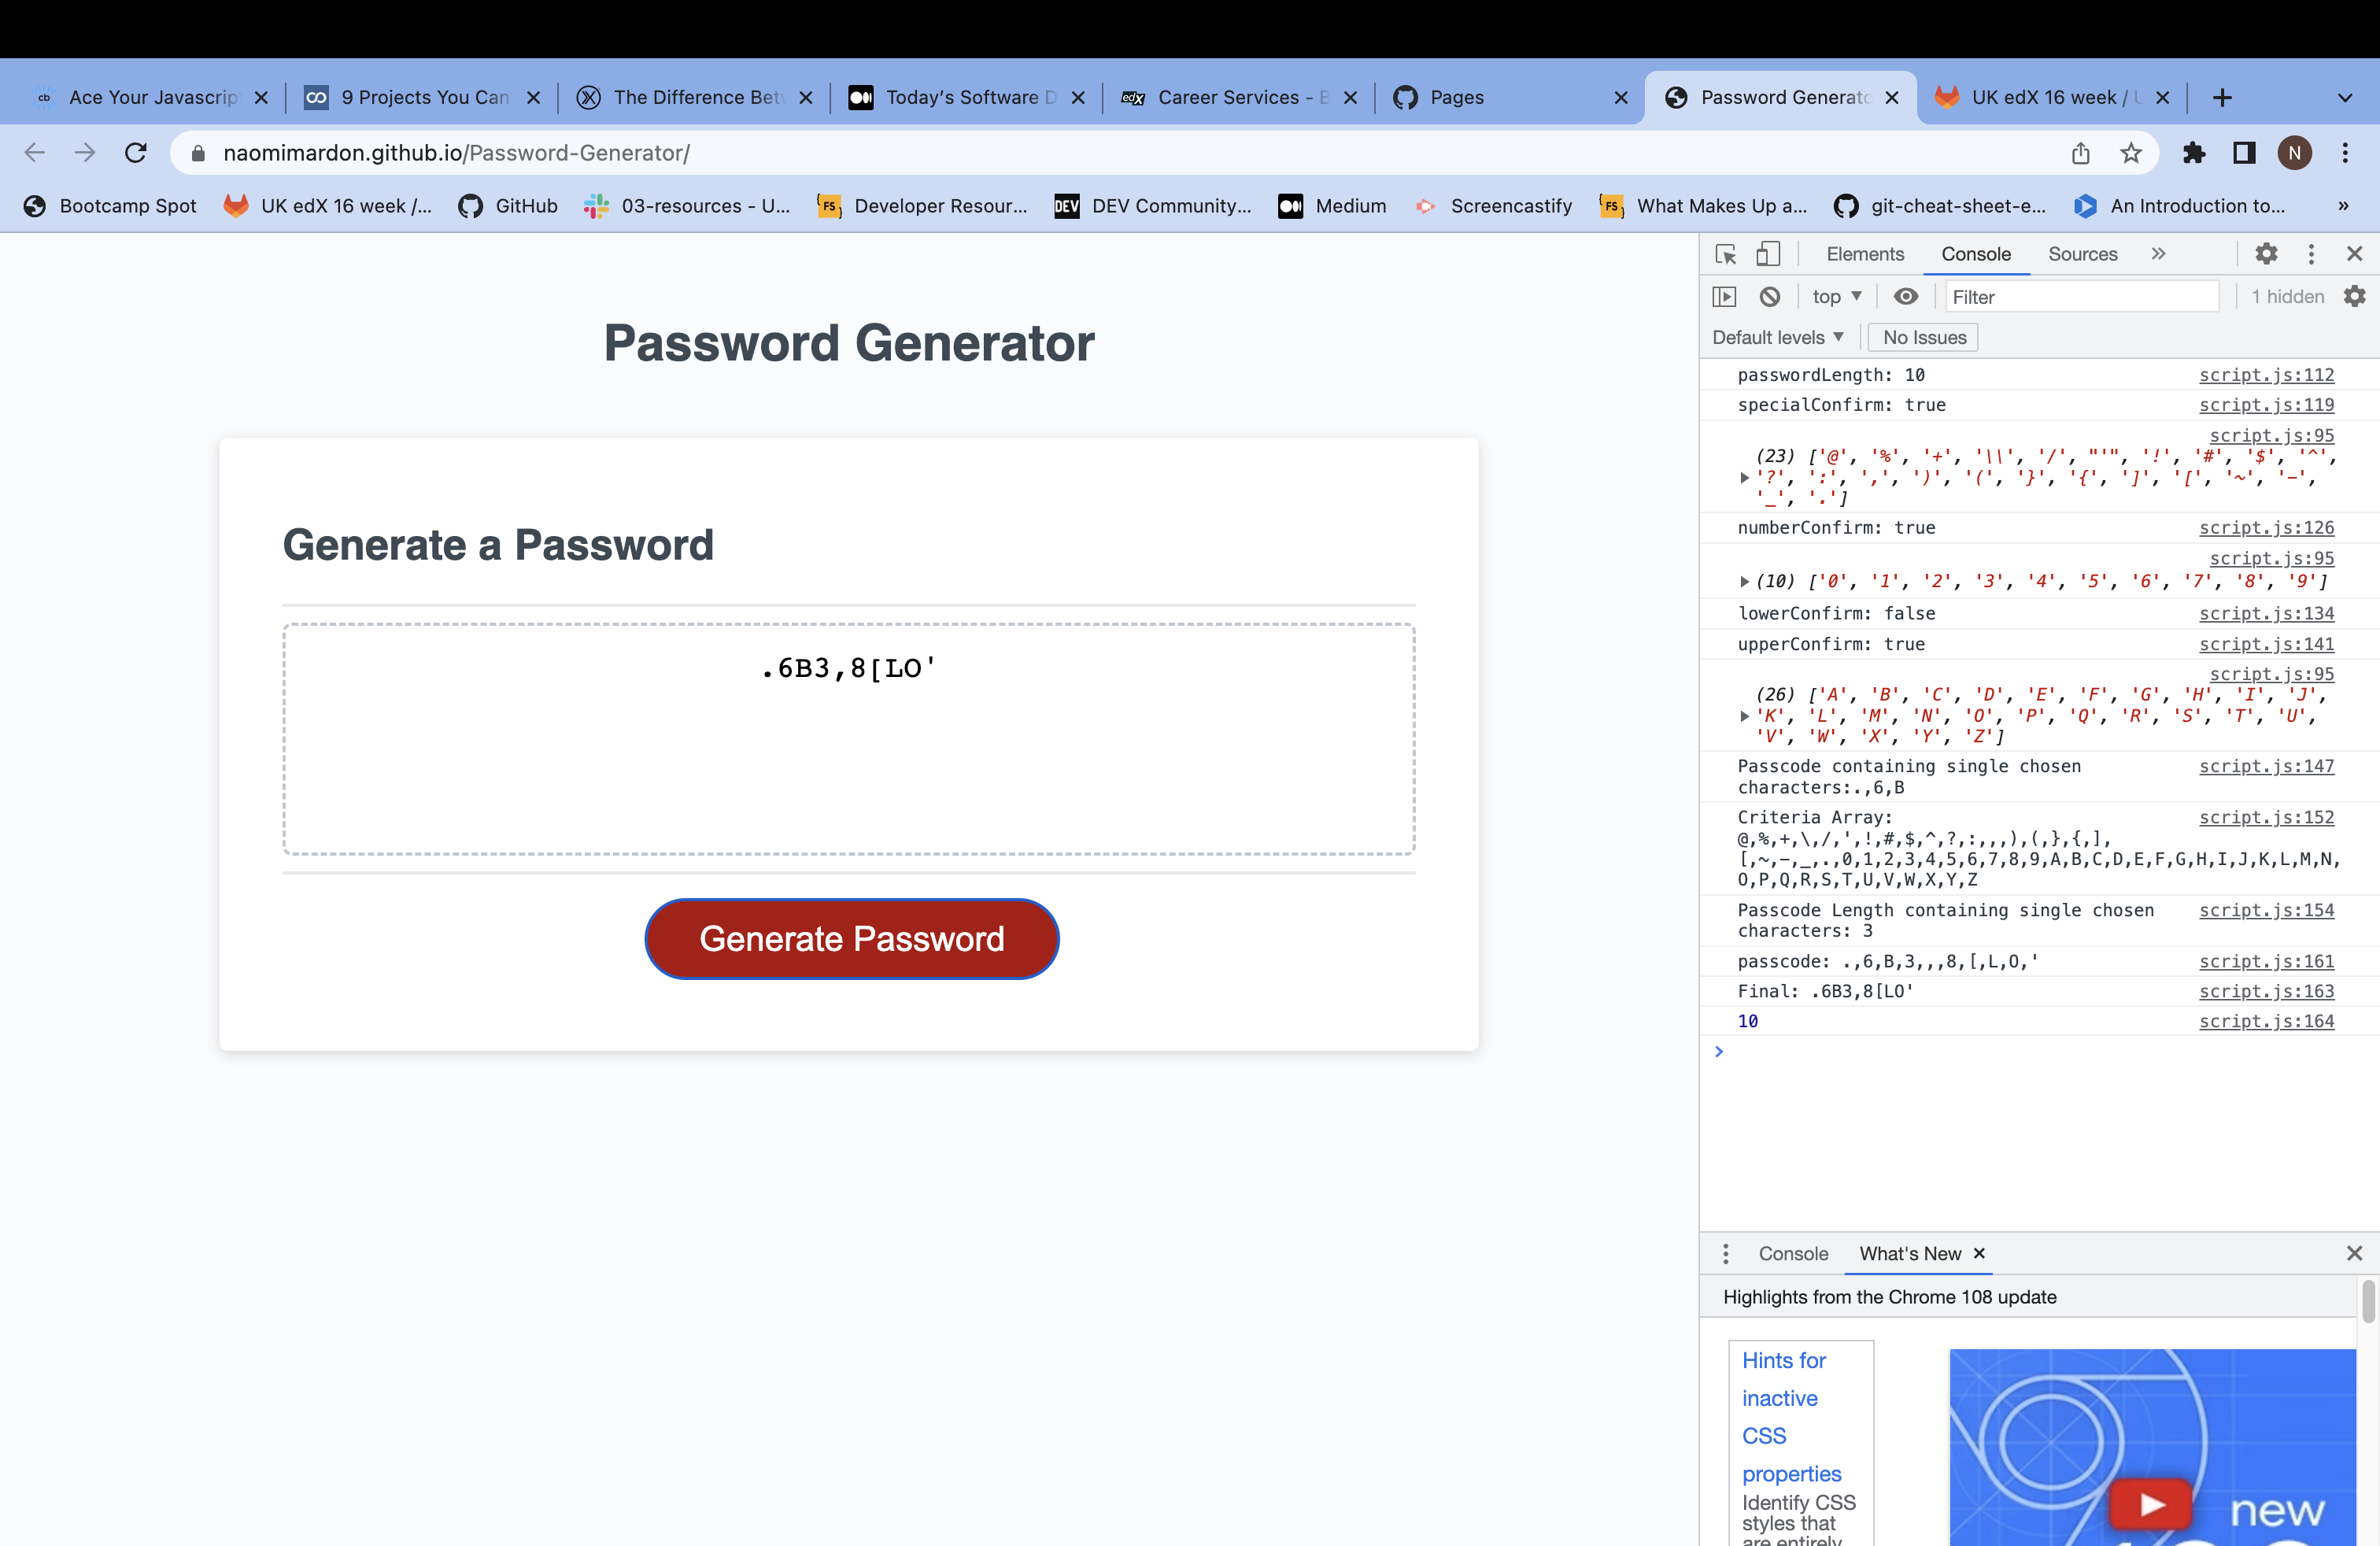 cb Ace Your Javascrip
9 Projects You Can
The Difference Bet
Today's Software D
edX Career Services - B
Pages
Password Generato
UK edX 16 week / U
naomimardon.github.io/Password-Generator/
N
Bootcamp Spot
UK edX 16 week /...
GitHub
03-resources - U...
FS Developer Resour...
DEV DEV Community...
Medium
Screencastify
FS What Makes Up a...
git-cheat-sheet-e...
An Introduction to...
»
Password Generator
Generate a Password
.6B3,8[LO'
Generate Password
Elements Console Sources »
top ▼ Filter 1 hidden
Default levels ▼ No Issues
passwordLength: 10 script.js:112
specialConfirm: true script.js:119
script.js:95
(23) ['@', '%', '+', '\\', '/', "'", '!', '#', '$', '^',
'?', ':', ',', ')', '(', '}', '{', ']', '[', '~', '-',
'_', '.']
numberConfirm: true script.js:126
script.js:95
(10) ['0', '1', '2', '3', '4', '5', '6', '7', '8', '9']
lowerConfirm: false script.js:134
upperConfirm: true script.js:141
script.js:95
(26) ['A', 'B', 'C', 'D', 'E', 'F', 'G', 'H', 'I', 'J',
'K', 'L', 'M', 'N', 'O', 'P', 'Q', 'R', 'S', 'T', 'U',
'V', 'W', 'X', 'Y', 'Z']
Passcode containing single chosen script.js:147
characters:.,6,B
Criteria Array: script.js:152
@,%,+,\,/,',!,#,$,^,?,:,,,),(,},{,],
[,~,-,_,.,0,1,2,3,4,5,6,7,8,9,A,B,C,D,E,F,G,H,I,J,K,L,M,N,
O,P,Q,R,S,T,U,V,W,X,Y,Z
Passcode Length containing single chosen script.js:154
characters: 3
passcode: .,6,B,3,,,8,[,L,O,' script.js:161
Final: .6B3,8[LO' script.js:163
10 script.js:164
>
Console What's New
Highlights from the Chrome 108 update
Hints for
inactive
CSS
properties
Identify CSS
styles that
are entirely
new